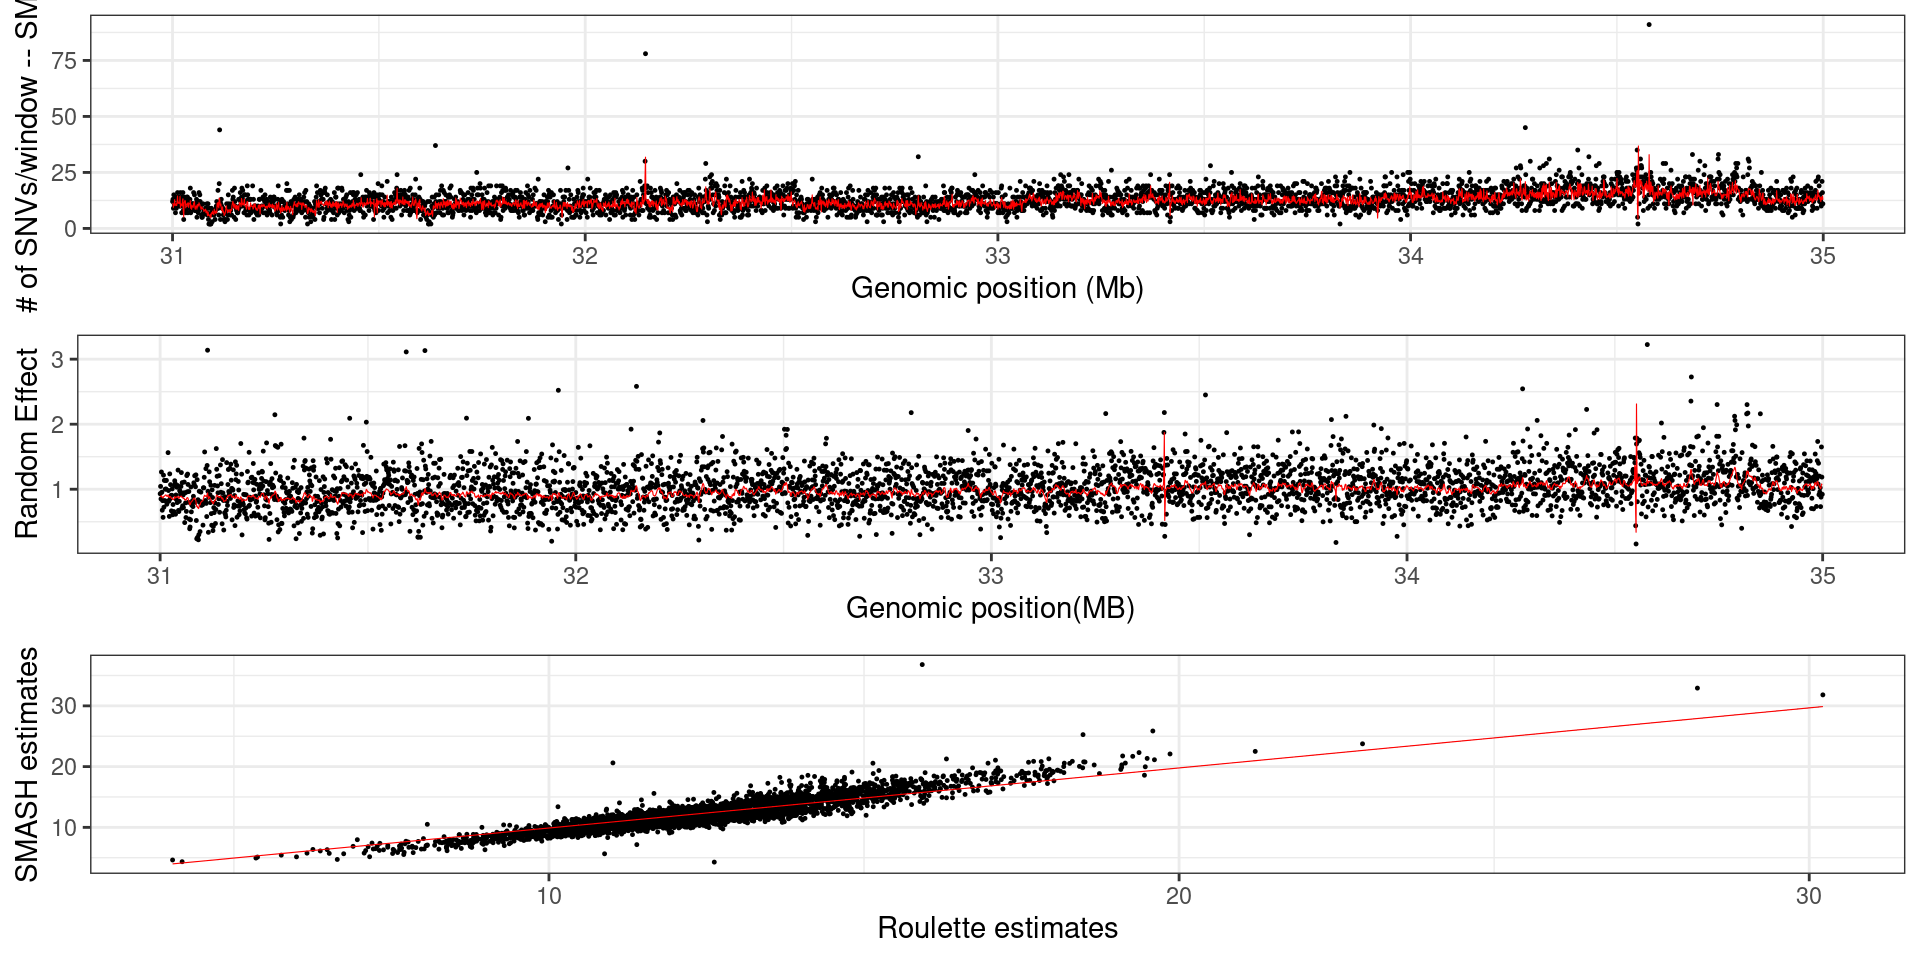 # of SNVs/window -- SM
75
50
25
0
31 32 33 34 35
Genomic position (Mb)
Random Effect
3
2
1
31 32 33 34 35
Genomic position(MB)
SMASH estimates
30
20
10
10 20 30
Roulette estimates